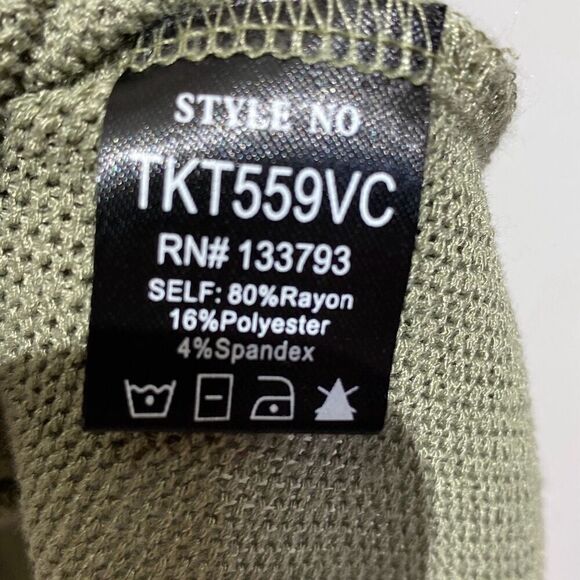 STYLE NO
TKT559VC
RN# 133793
SELF: 80%Rayon
16%Polyester
4%Spandex